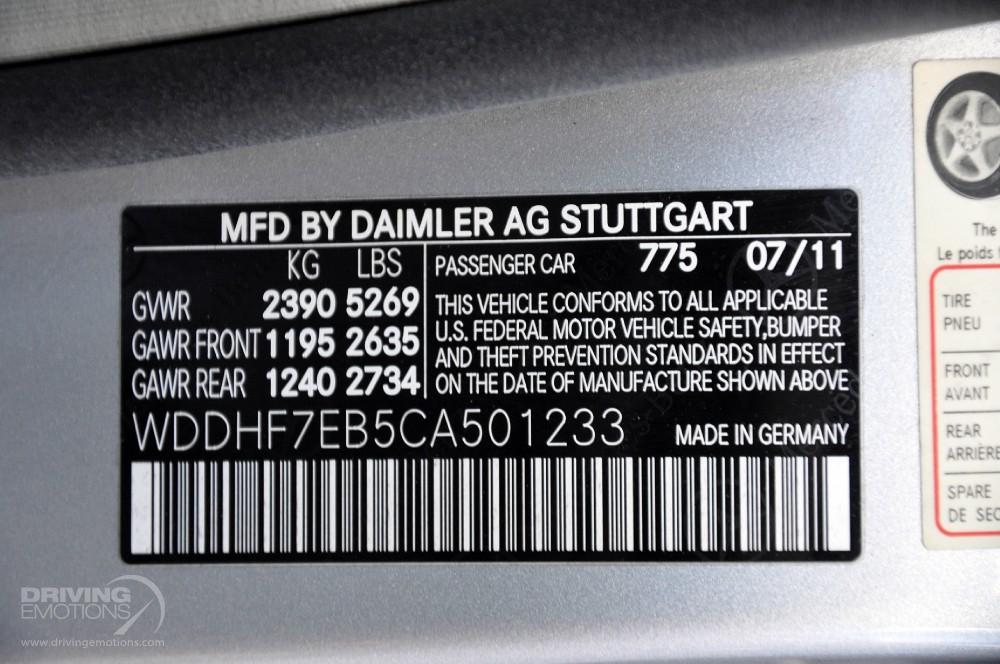 MFD BY DAIMLER AG STUTTGART
KG LBS
GVWR 2390 5269
GAWR FRONT 1195 2635
GAWR REAR 1240 2734
PASSENGER CAR 775 07/11
THIS VEHICLE CONFORMS TO ALL APPLICABLE
U.S. FEDERAL MOTOR VEHICLE SAFETY,BUMPER
AND THEFT PREVENTION STANDARDS IN EFFECT
ON THE DATE OF MANUFACTURE SHOWN ABOVE
WDDHF7EB5CA501233 MADE IN GERMANY
The
Le poids
TIRE
PNEU
FRONT
AVANT
REAR
ARRIÈRE
SPARE
DE
DRIVING
EMOTIONS
www.drivingemotions.com